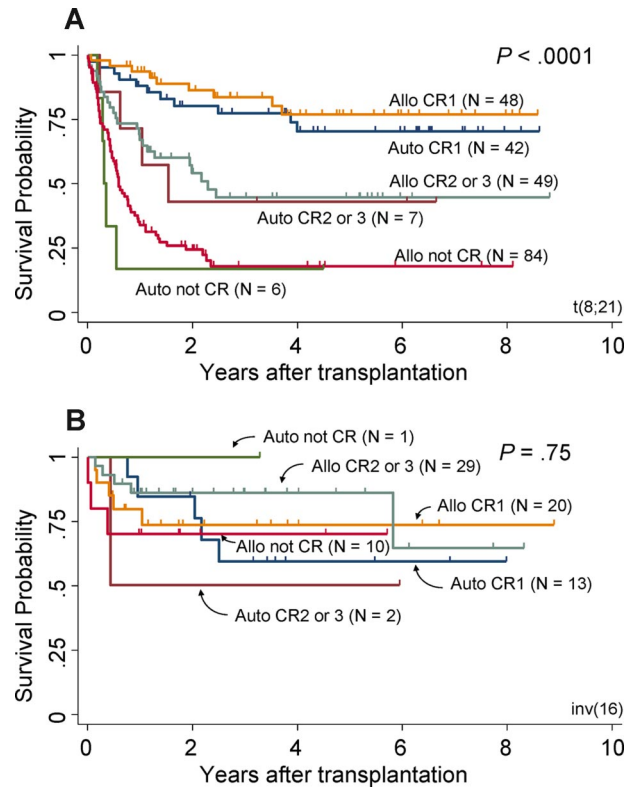 A
P < .0001
1
.75
.5
.25
0
Survival Probability
Allo CR1 (N = 48)
Auto CR1 (N = 42)
Allo CR2 or 3 (N = 49)
Auto CR2 or 3 (N = 7)
Allo not CR (N = 84)
Auto not CR (N = 6)
t(8;21)
0 2 4 6 8 10
Years after transplantation
B
P = .75
1
.75
.5
.25
0
Survival Probability
Auto not CR (N = 1)
Allo CR2 or 3 (N = 29)
Allo CR1 (N = 20)
Allo not CR (N = 10)
Auto CR1 (N = 13)
Auto CR2 or 3 (N = 2)
inv(16)
0 2 4 6 8 10
Years after transplantation